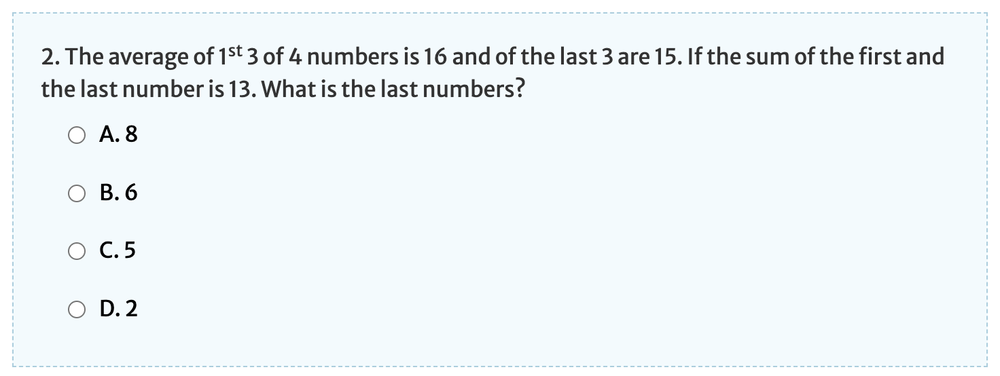 2. The average of 1st 3 of 4 numbers is 16 and of the last 3 are 15. If the sum of the first and
the last number is 13. What is the last numbers?
A. 8
B. 6
C. 5
D. 2